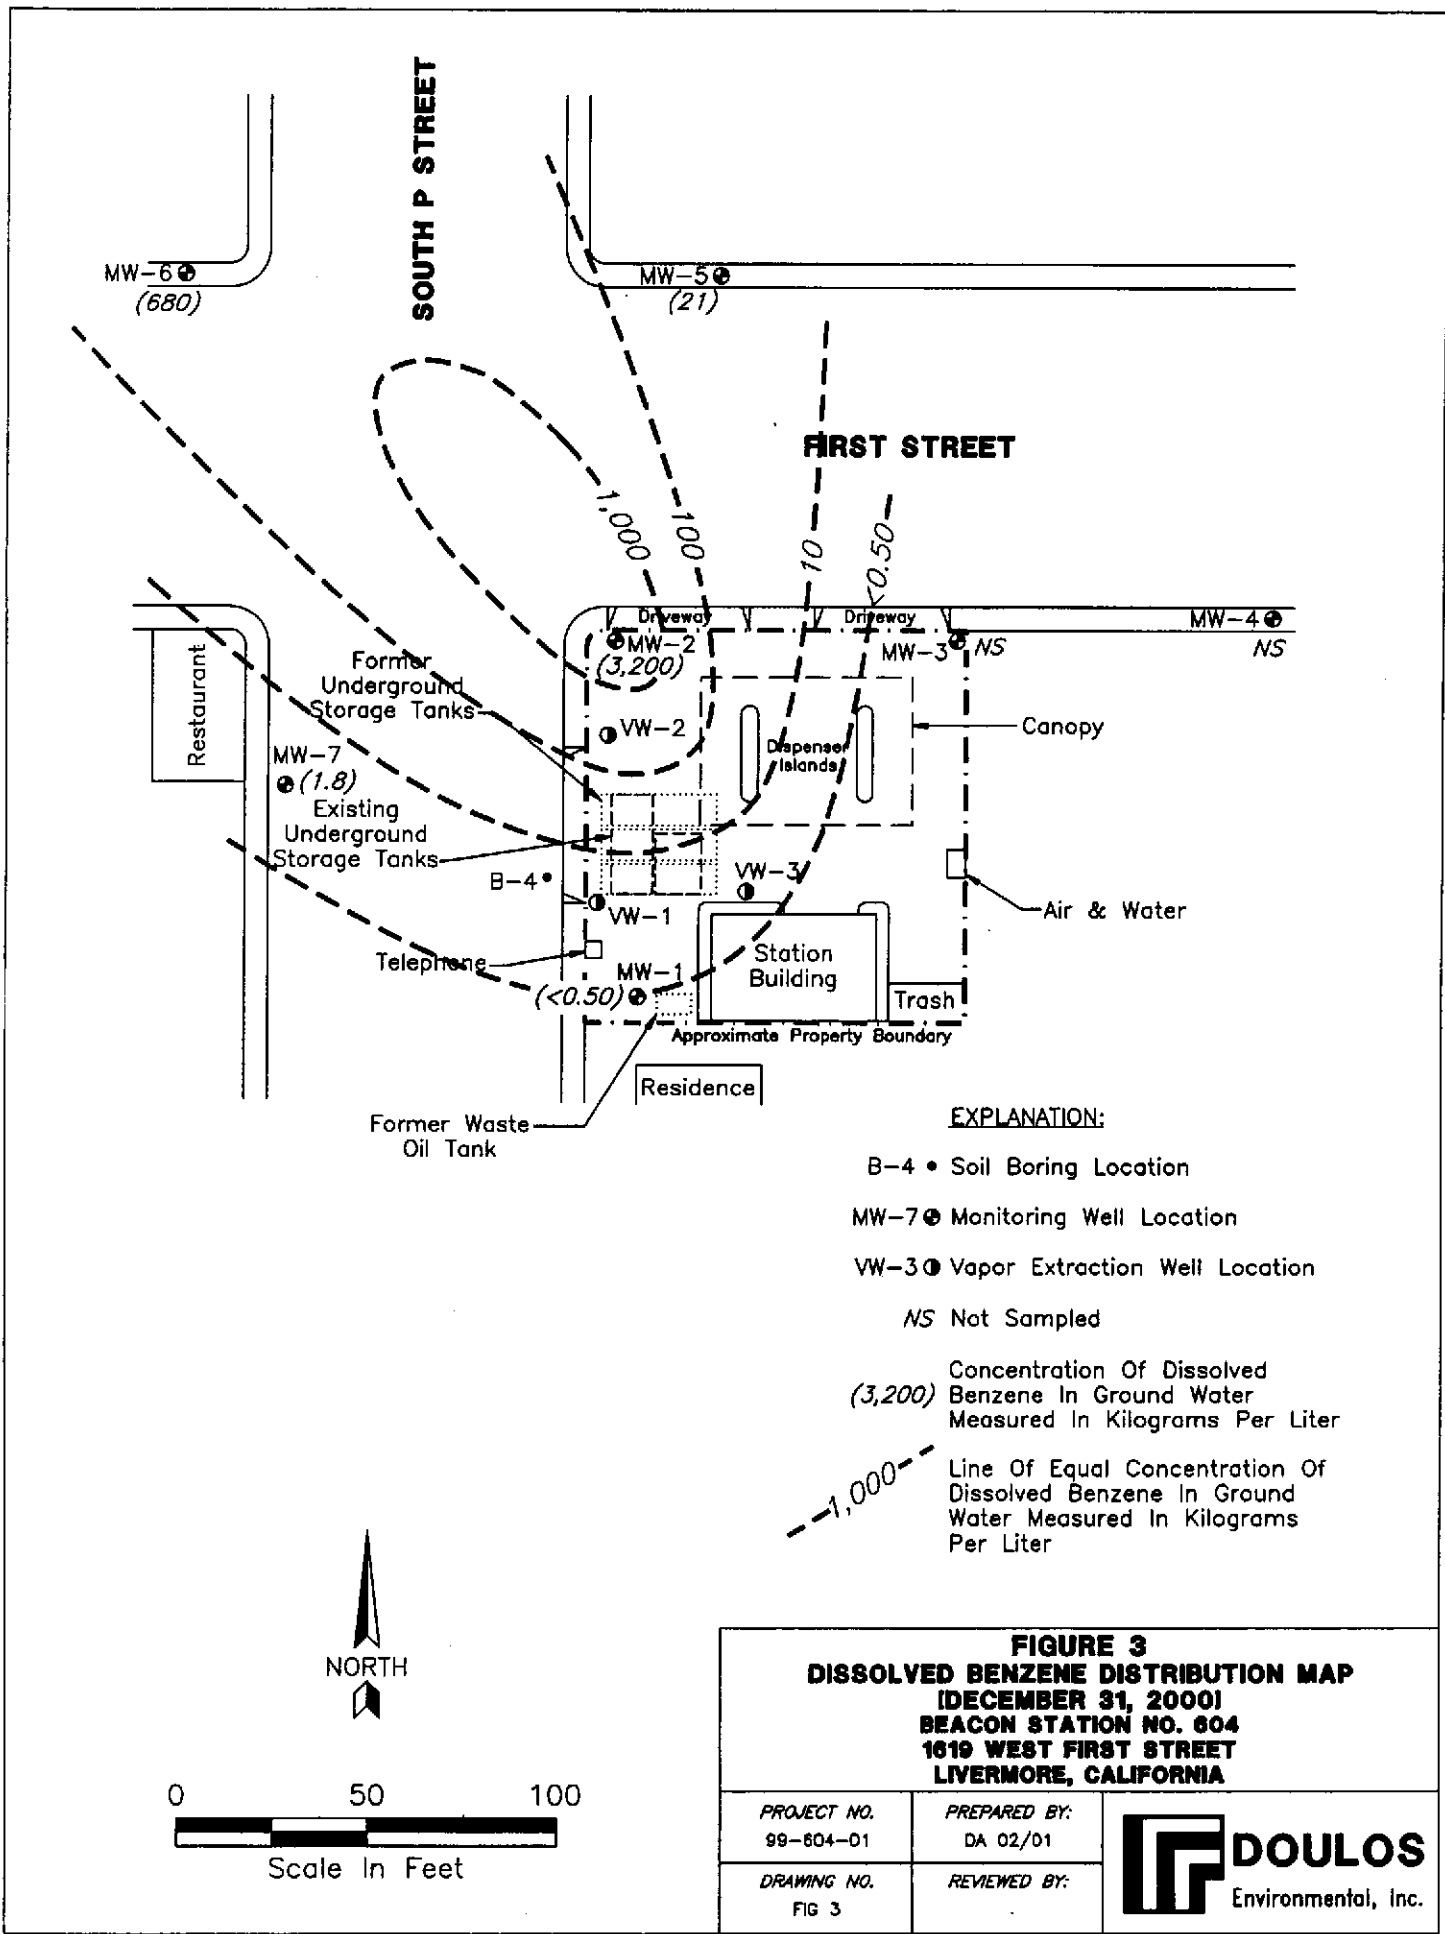 SOUTH P STREET
MW-6
(680)
MW-5
(21)
FIRST STREET
1,000
100
10
<0.50
Driveway
Driveway
MW-4
NS
MW-2
(3,200)
MW-3
NS
Restaurant
Former
Underground
Storage Tanks
VW-2
Canopy
Dispenser
Islands
MW-7
(1.8)
Existing
Underground
Storage Tanks
B-4
VW-3
VW-1
Air & Water
Telephone
MW-1
(<0.50)
Station
Building
Trash
Approximate Property Boundary
Residence
Former Waste
Oil Tank
EXPLANATION:
B-4 Soil Boring Location
MW-7 Monitoring Well Location
VW-3 Vapor Extraction Well Location
NS Not Sampled
Concentration Of Dissolved
(3,200) Benzene In Ground Water
Measured In Kilograms Per Liter
1,000
Line Of Equal Concentration Of
Dissolved Benzene In Ground
Water Measured In Kilograms
Per Liter
NORTH
0 50 100
Scale In Feet
FIGURE 3
DISSOLVED BENZENE DISTRIBUTION MAP
(DECEMBER 31, 2000)
BEACON STATION NO. 604
1619 WEST FIRST STREET
LIVERMORE, CALIFORNIA
PROJECT NO.
99-604-01
PREPARED BY:
DA 02/01
DRAWING NO.
FIG 3
REVIEWED BY:
DOULOS
Environmental, Inc.